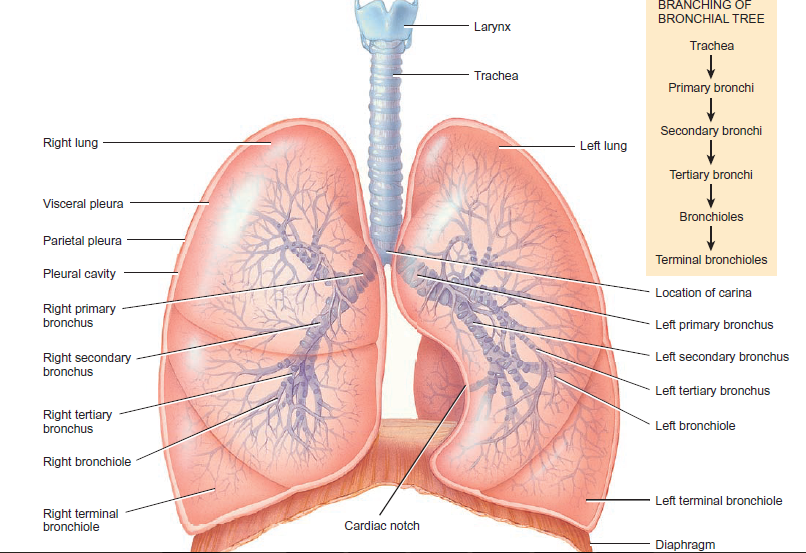 BRANCHING OF
BRONCHIAL TREE
Trachea
Primary bronchi
Secondary bronchi
Tertiary bronchi
Bronchioles
Terminal bronchioles
Larynx
Trachea
Right lung
Visceral pleura
Parietal pleura
Pleural cavity
Right primary
bronchus
Right secondary
bronchus
Right tertiary
bronchus
Right bronchiole
Right terminal
bronchiole
Left lung
Location of carina
Left primary bronchus
Left secondary bronchus
Left tertiary bronchus
Left bronchiole
Left terminal bronchiole
Diaphragm
Cardiac notch